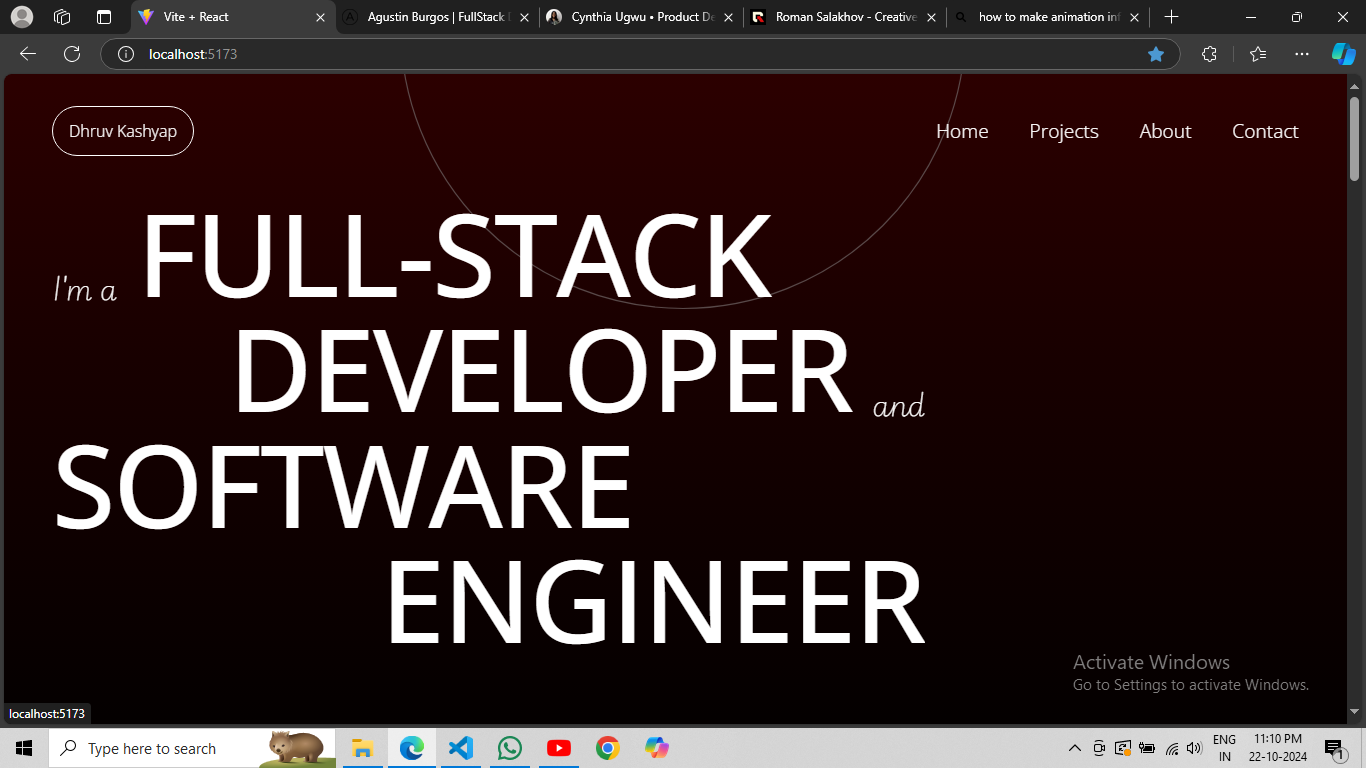 Vite + React
Agustin Burgos | FullStack
Cynthia Ugwu • Product De
Roman Salakhov - Creative
how to make animation inf
localhost:5173
Dhruv Kashyap
Home Projects About Contact
I'm a FULL-STACK
DEVELOPER and
SOFTWARE
ENGINEER
Activate Windows
Go to Settings to activate Windows.
localhost:5173
Type here to search
ENG
IN
11:10 PM
22-10-2024
1